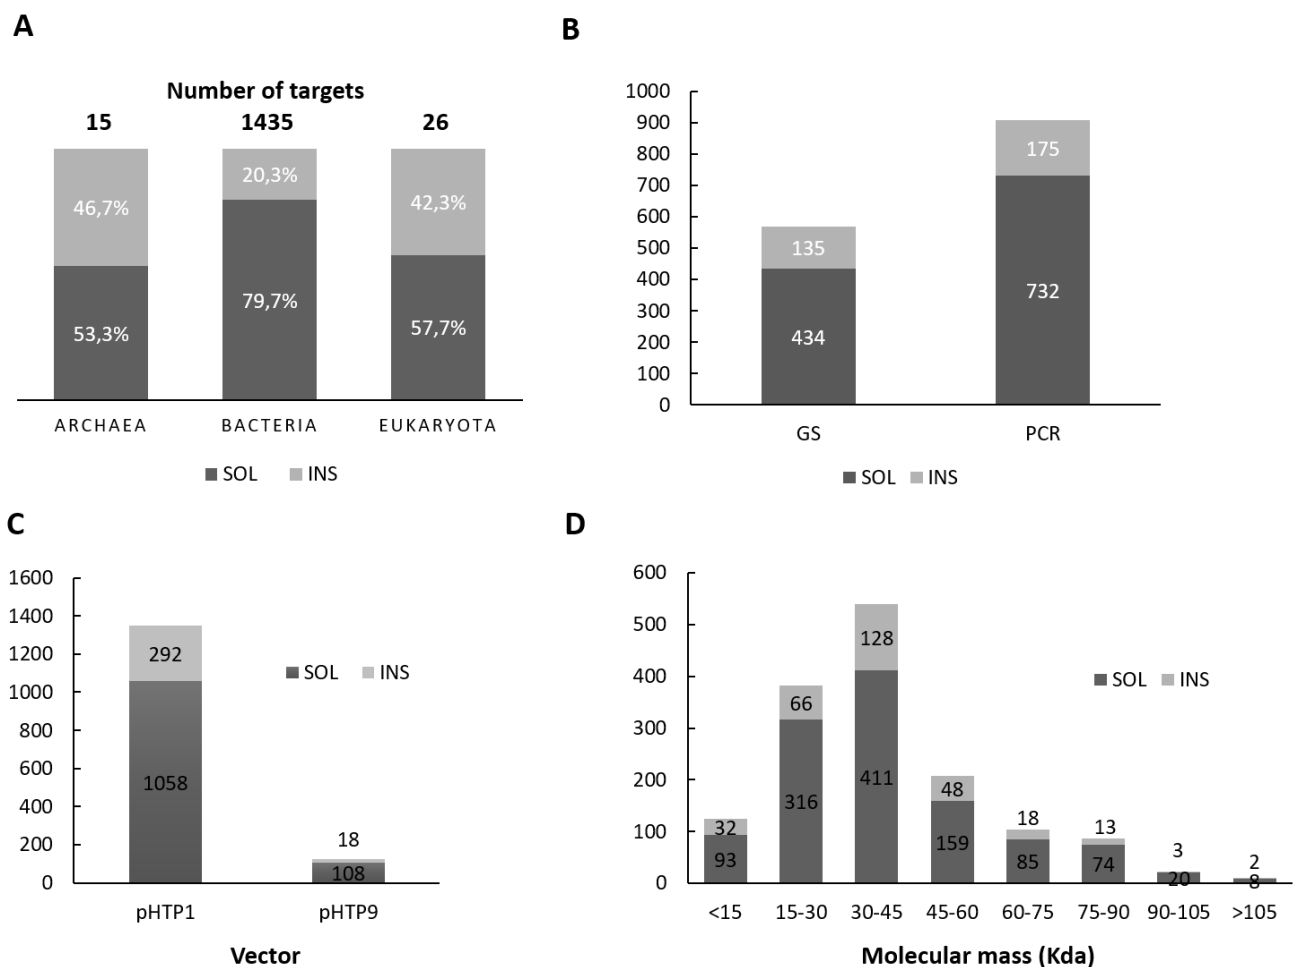 A
Number of targets
15 1435 26
46,7% 20,3% 42,3%
53,3% 79,7% 57,7%
ARCHAEA BACTERIA EUKARYOTA
SOL INS
B
1000
900
800
700
600
500
400
300
200
100
0
135 175
434 732
GS PCR
SOL INS
C
1600
1400
1200
1000
800
600
400
200
0
292 18
1058 108
SOL INS
pHTP1 pHTP9
Vector
D
600
500
400
300
200
100
0
32 66 128 48 18 13 3 2
93 316 411 159 85 74 20 8
SOL INS
<15 15-30 30-45 45-60 60-75 75-90 90-105 >105
Molecular mass (Kda)